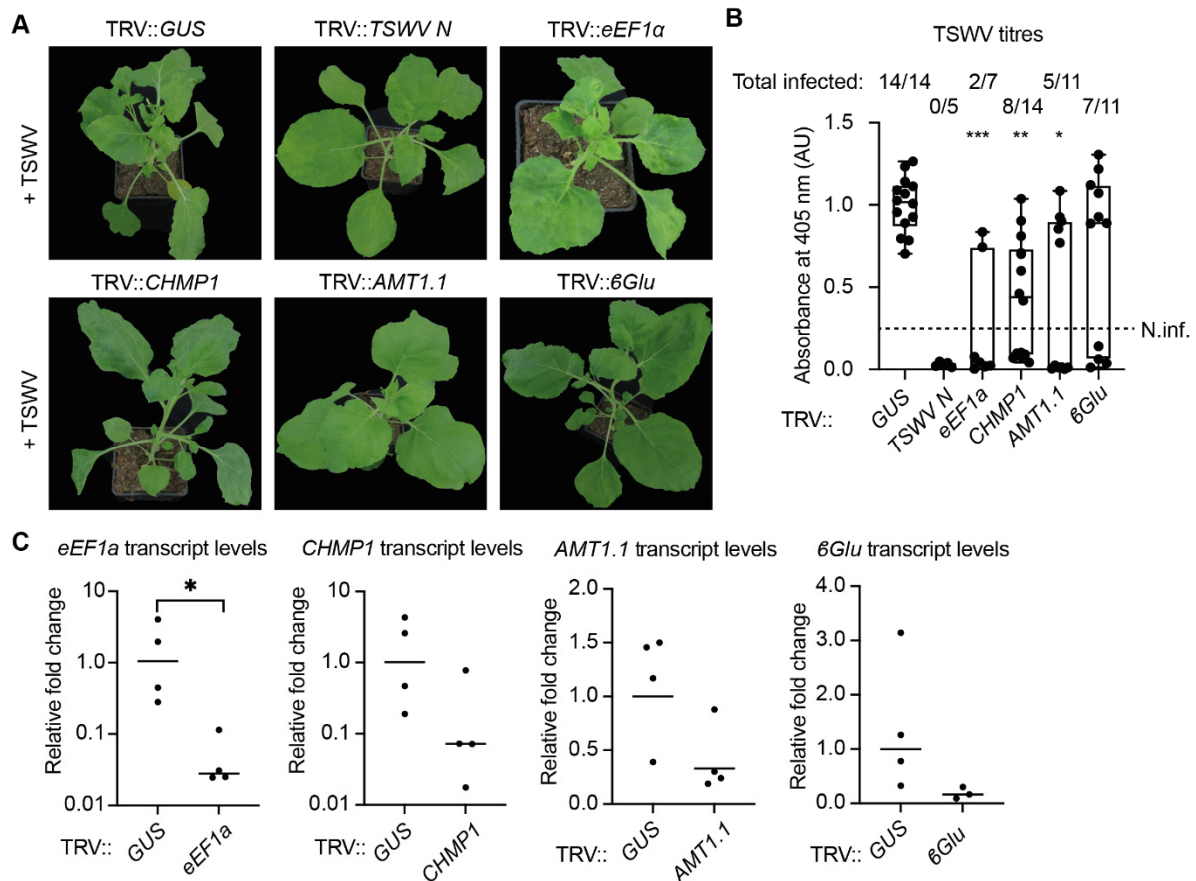 A
TRV::GUS
TRV::TSWV N
TRV::eEF1α
+ TSWV
TRV::CHMP1
TRV::AMT1.1
TRV::ϐGlu
+ TSWV
B
TSWV titres
Total infected: 14/14 2/7 5/11
0/5 8/14 7/11
*** ** *
1.5
1.0
0.5
0.0
Absorbance at 405 nm (AU)
N.inf.
TRV:: GUS TSWV N eEF1a CHMP1 AMT1.1 ϐGlu
C
eEF1a transcript levels
Relative fold change
10
1.0
0.1
0.01
*
TRV:: GUS eEF1a
CHMP1 transcript levels
Relative fold change
10
1.0
0.1
0.01
TRV:: GUS CHMP1
AMT1.1 transcript levels
Relative fold change
2.0
1.5
1.0
0.5
0.0
TRV:: GUS AMT1.1
ϐGlu transcript levels
Relative fold change
4.0
3.0
2.0
1.0
0.0
TRV:: GUS ϐGlu